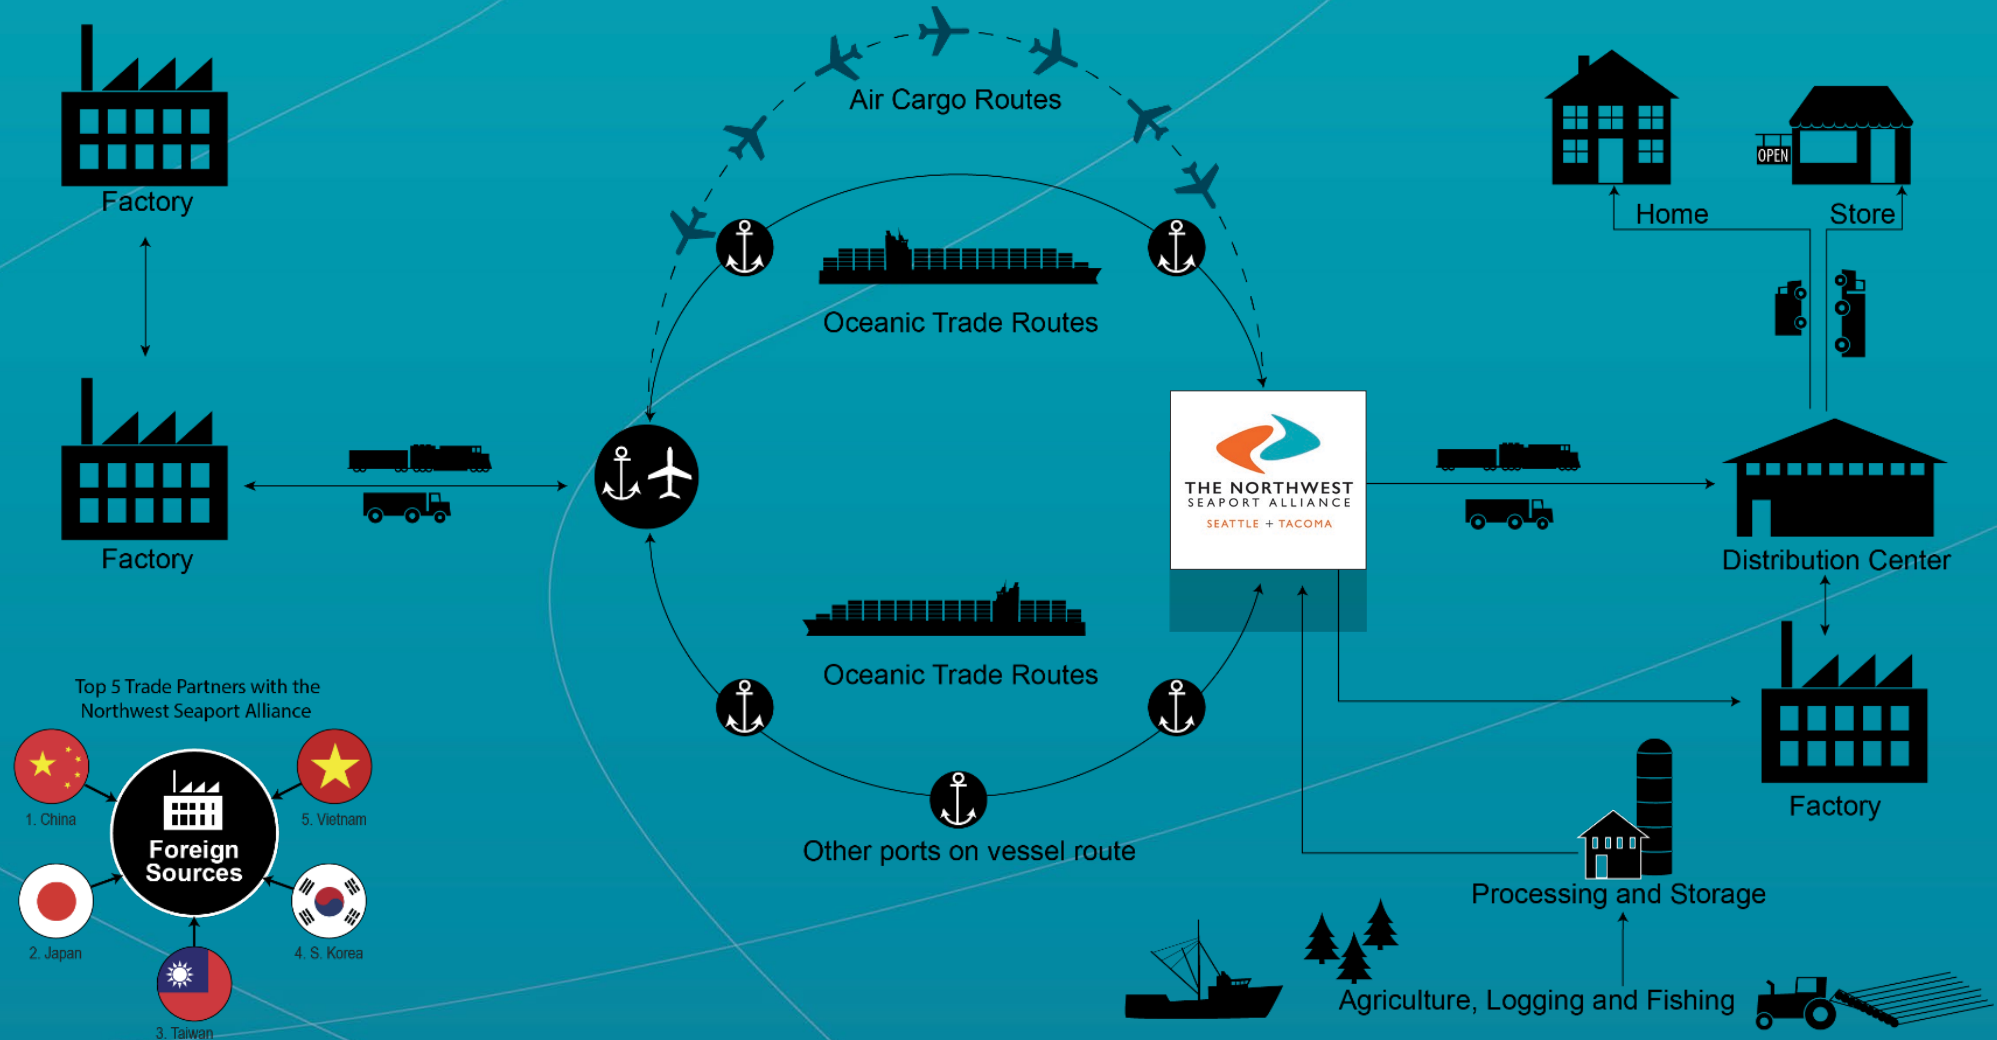 Air Cargo Routes
Factory
Home
Store
OPEN
Oceanic Trade Routes
Factory
THE NORTHWEST
SEAPORT ALLIANCE
SEATTLE + TACOMA
Distribution Center
Oceanic Trade Routes
Top 5 Trade Partners with the
Northwest Seaport Alliance
1. China
5. Vietnam
Foreign
Sources
2. Japan
4. S. Korea
3. Taiwan
Other ports on vessel route
Factory
Processing and Storage
Agriculture, Logging and Fishing